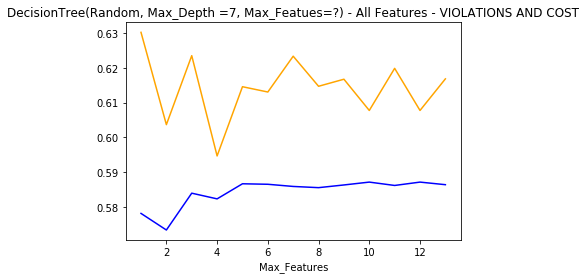 DecisionTree(Random, Max_Depth =7, Max_Featues=?) - All Features - VIOLATIONS AND COST
0.63
0.62
0.61
0.60
0.59
0.58
2 4 6 8 10 12
Max_Features